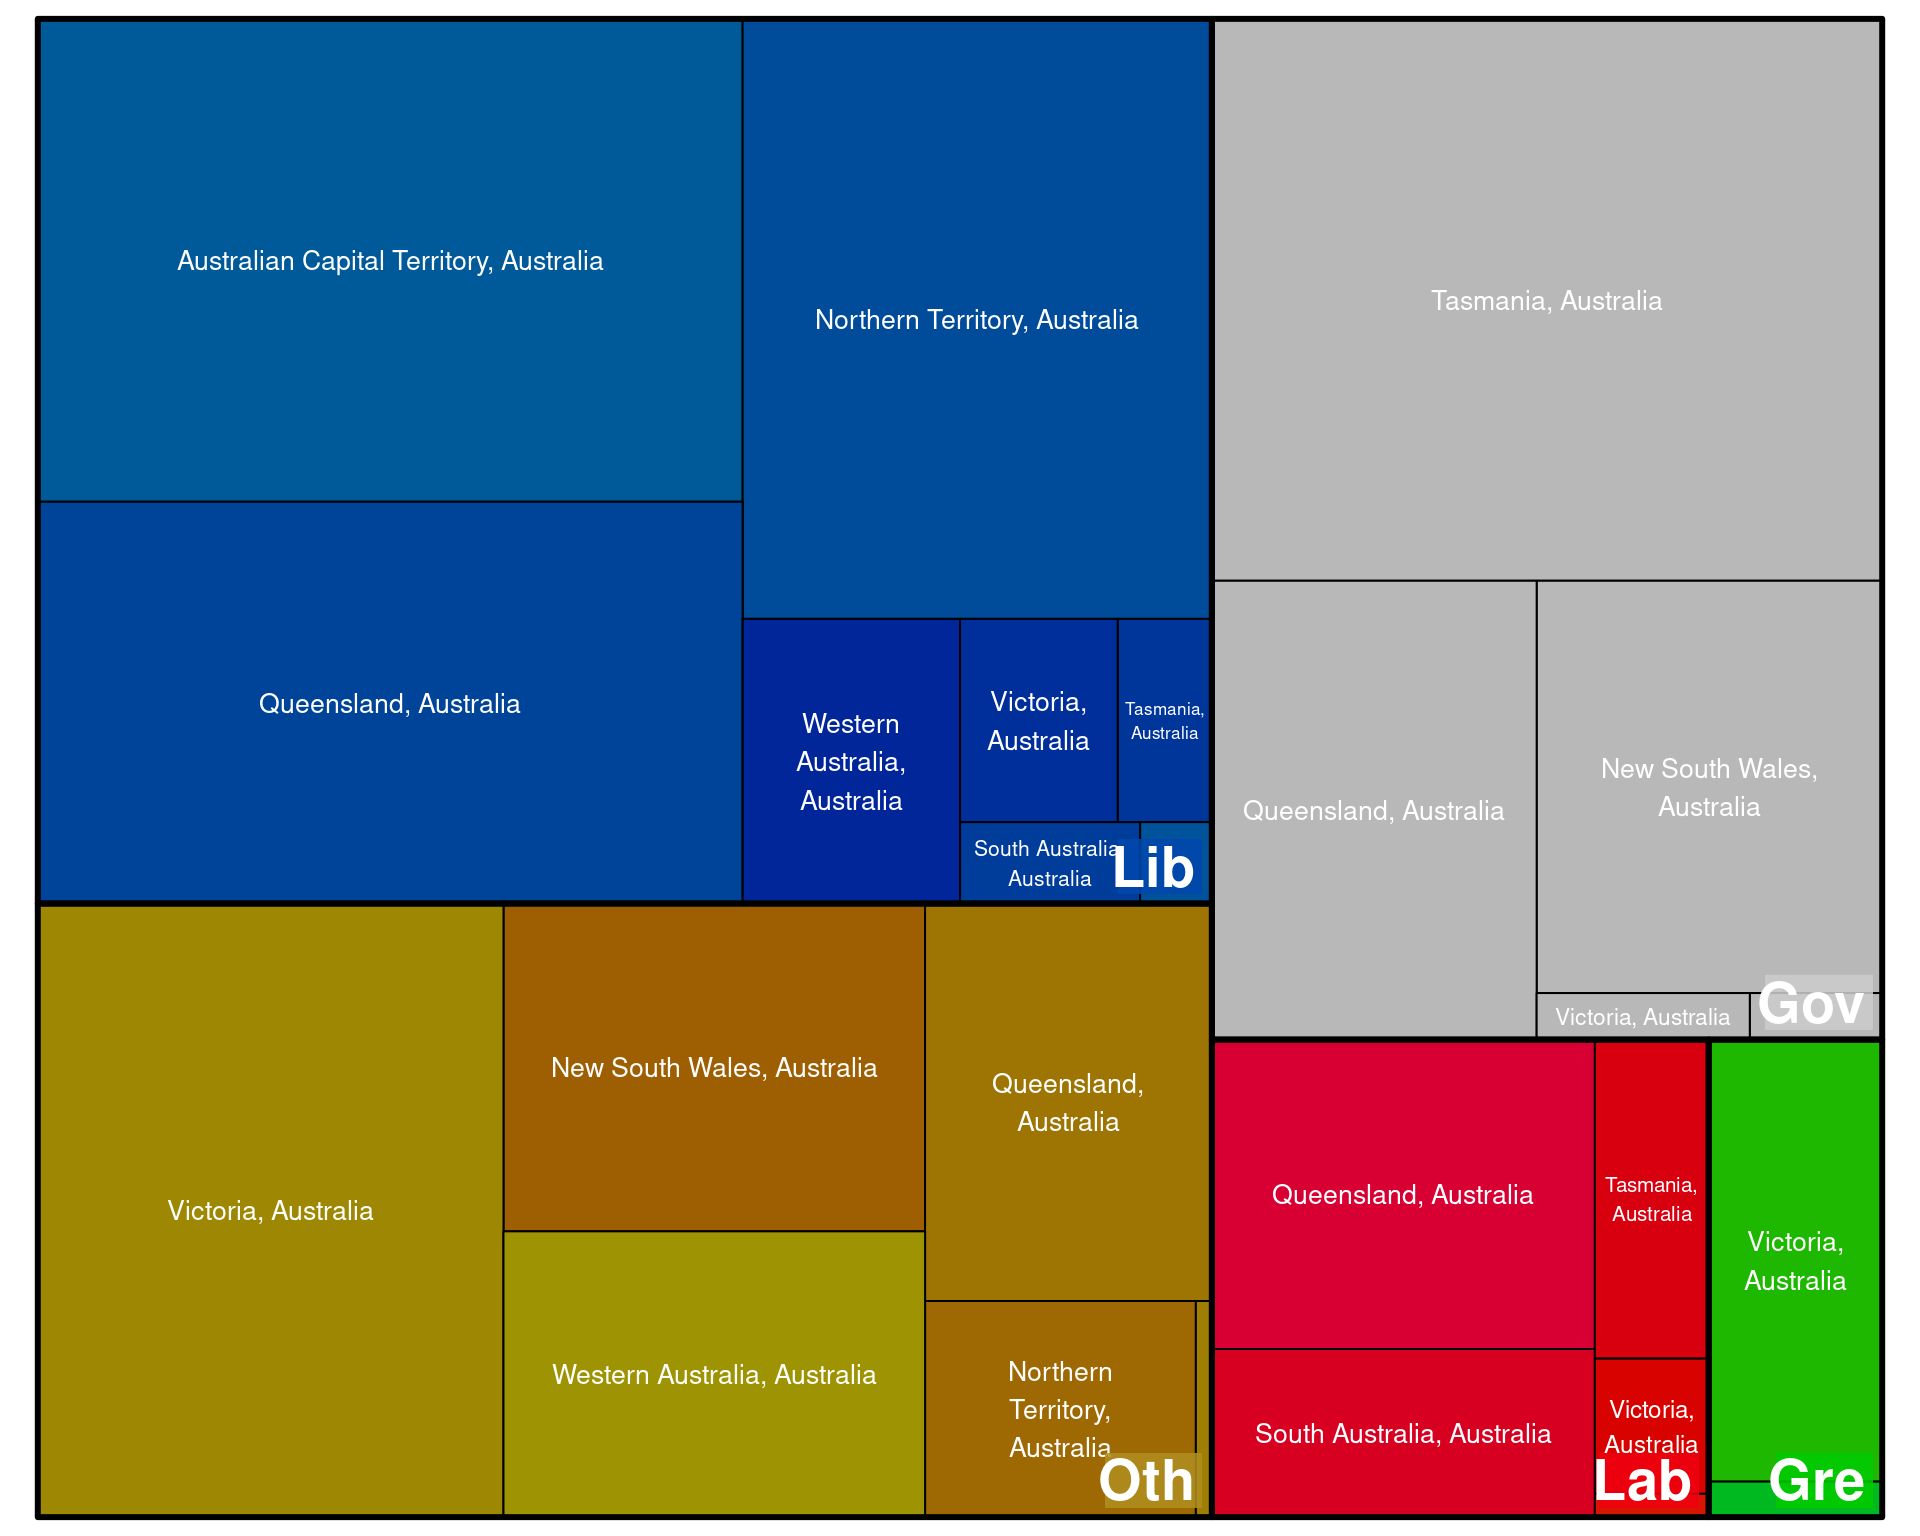 Australian Capital Territory, Australia
Northern Territory, Australia
Tasmania, Australia
Queensland, Australia
Western
Australia,
Australia
Victoria,
Australia
Tasmania,
Australia
South Australia
Australia
Lib
Queensland, Australia
New South Wales,
Australia
Victoria, Australia
Gov
Victoria, Australia
New South Wales, Australia
Western Australia, Australia
Queensland,
Australia
Northern
Territory,
Australia
Oth
Queensland, Australia
South Australia, Australia
Tasmania,
Australia
Victoria,
Australia
Lab
Victoria,
Australia
Gre